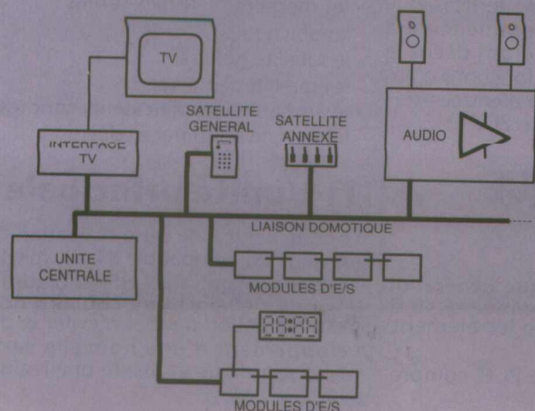 TV
SATELLITE
GENERAL
SATELLITE
ANNEXE
AUDIO
INTERFACE
TV
LIAISON DOMOTIQUE
UNITE
CENTRALE
MODULES D'E/S
88:88
MODULES D'E/S